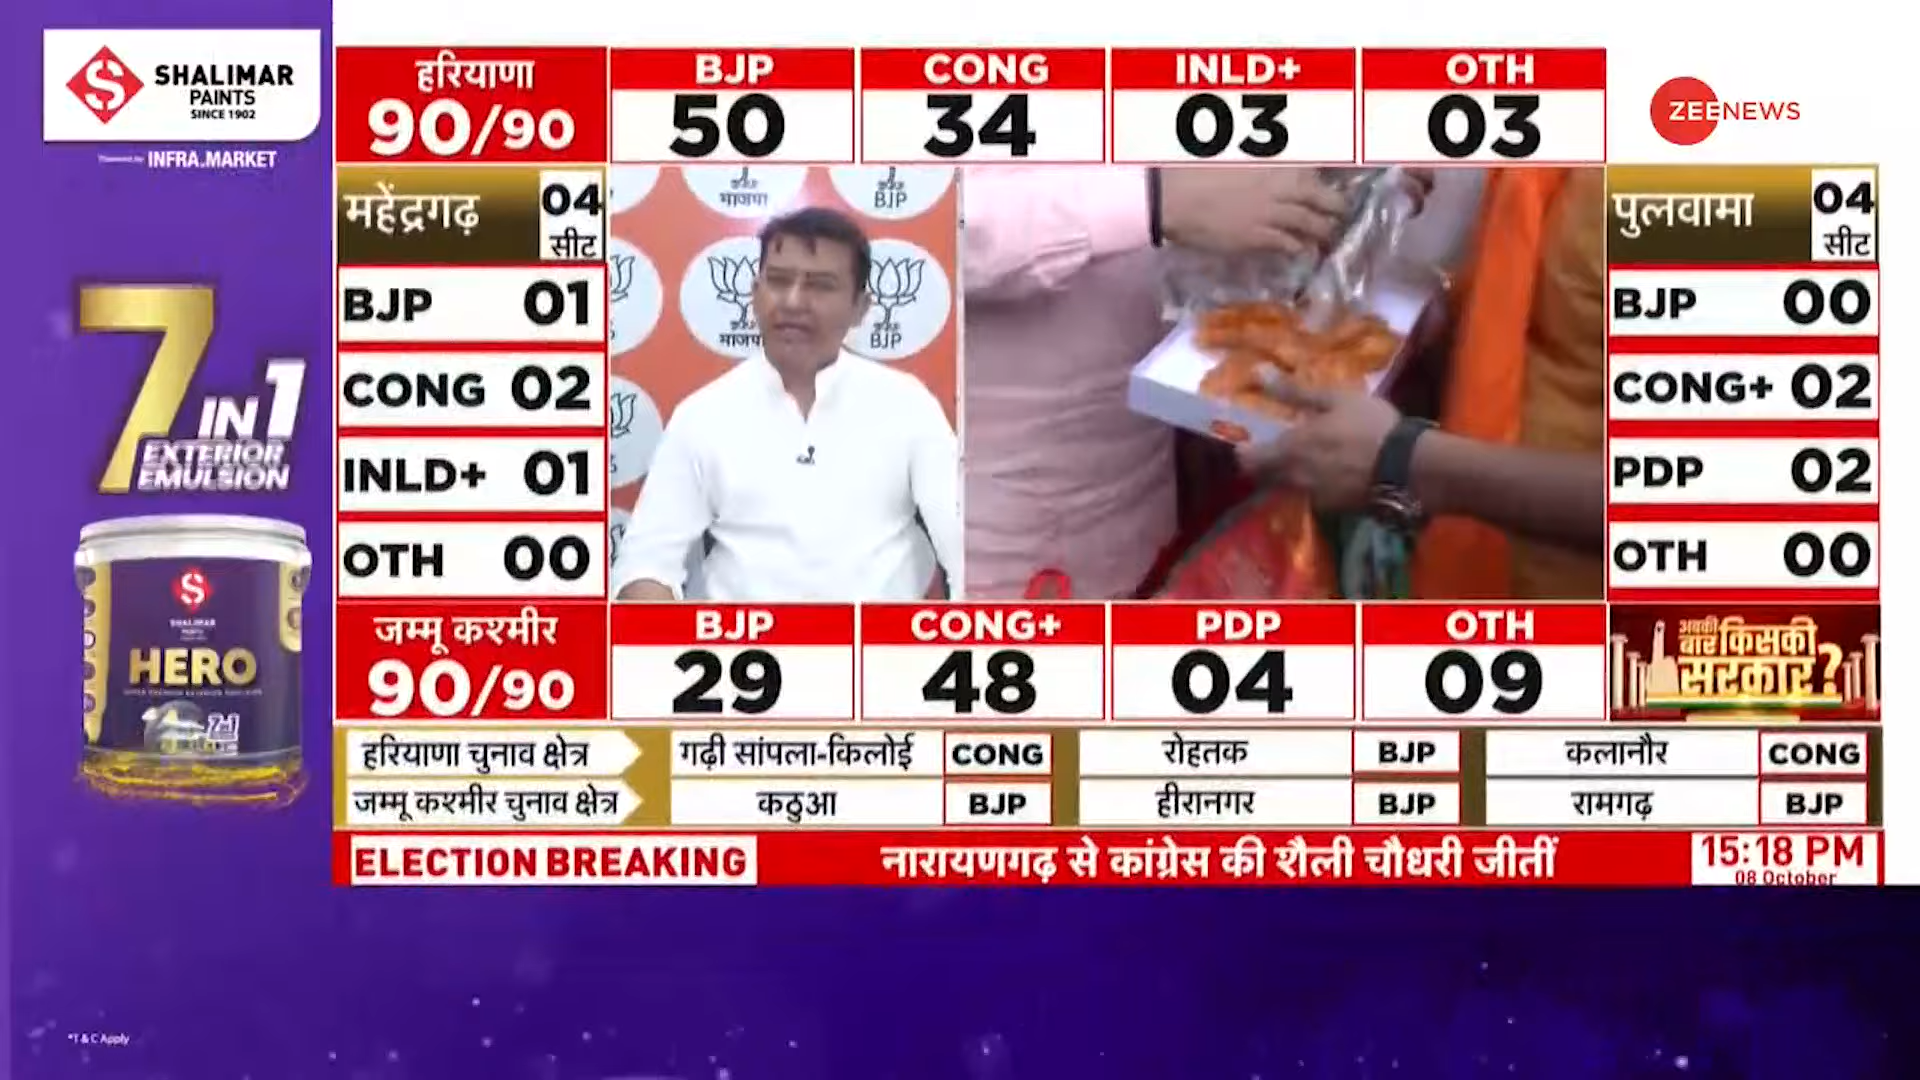 SHALIMAR
PAINTS
SINCE 1902
INFRA.MARKET
हरियाणा
90/90
BJP
50
CONG
34
INLD+
03
OTH
03
ZEENEWS
महेंद्रगढ़ 04 सीट
BJP 01
CONG 02
INLD+ 01
OTH 00
भाजपा
BJP
BJP
पुलवामा 04 सीट
BJP 00
CONG+ 02
PDP 02
OTH 00
7 IN 1
EXTERIOR
EMULSION
SHALIMAR
HERO
जम्मू कश्मीर
90/90
BJP
29
CONG+
48
PDP
04
OTH
09
अबकी बार किसकी सरकार?
हरियाणा चुनाव क्षेत्र गढ़ी सांपला-किलोई CONG रोहतक BJP कलानौर CONG
जम्मू कश्मीर चुनाव क्षेत्र कठुआ BJP हीरानगर BJP रामगढ़ BJP
ELECTION BREAKING नारायणगढ़ से कांग्रेस की शैली चौधरी जीतीं 15:18 PM
08 October
*T & C Apply